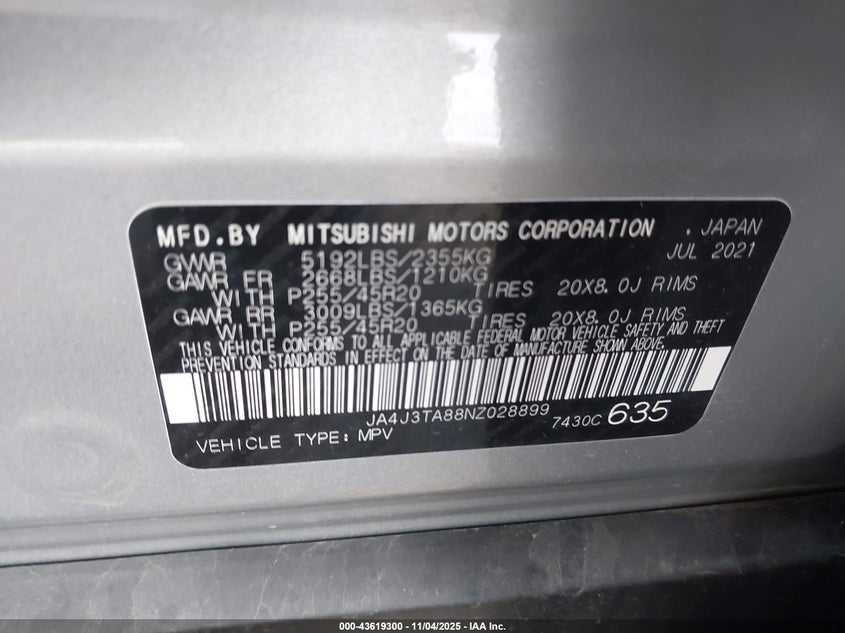 MFD.BY MITSUBISHI MOTORS CORPORATION . JAPAN
JUL 2021
GVWR 5192LBS/2355KG
GAWR FR 2668LBS/1210KG
WITH P255/45R20 TIRES 20X8.0J RIMS
GAWR RR 3009LBS/1365KG
WITH P255/45R20 TIRES 20X8.0J RIMS
THIS VEHICLE CONFORMS TO ALL APPLICABLE FEDERAL MOTOR VEHICLE SAFETY AND THEFT
PREVENTION STANDARDS IN EFFECT ON THE DATE OF MANUFACTURE SHOWN ABOVE.
JA4J3TA88NZ028899 7430C 635
VEHICLE TYPE: MPV
000-43619300 - 11/04/2025 - IAA Inc.